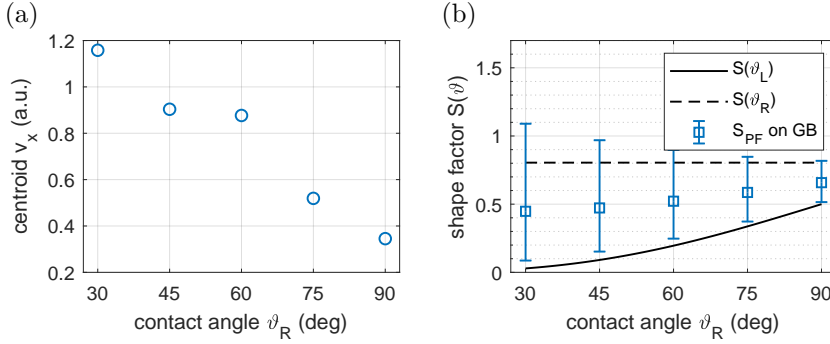 (a)
1.2
1
0.8
0.6
0.4
0.2
centroid v_x (a.u.)
30 45 60 75 90
contact angle ϑ_R (deg)
(b)
1.5
1
0.5
0
shape factor S(ϑ)
S(ϑ_L)
S(ϑ_R)
S_PF on GB
30 45 60 75 90
contact angle ϑ_R (deg)